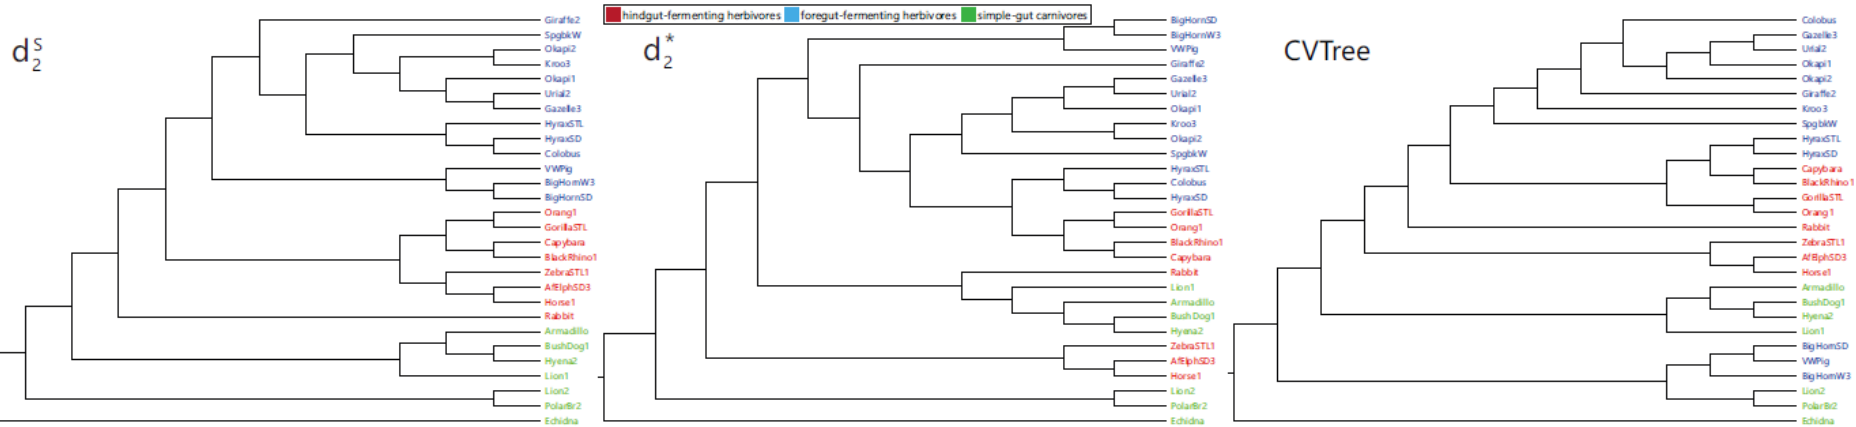 hindgut-fermenting herbivores foregut-fermenting herbivores simple-gut carnivores
d₂ˢ
Giraffe2
SpgbkW
Okapi2
Kroo3
Okapi1
Urial2
Gazelle3
HyraxSTL
HyraxSD
Colobus
VWPig
BigHornW3
BigHornSD
Orang1
GorillaSTL
Capybara
BlackRhino1
ZebraSTL1
AfElphSD3
Horse1
Rabbit
Armadillo
BushDog1
Hyena2
Lion1
Lion2
PolarBr2
Echidna
d₂*
BigHornSD
BigHornW3
VWPig
Giraffe2
Gazelle3
Urial2
Okapi1
Kroo3
Okapi2
SpgbkW
HyraxSTL
Colobus
HyraxSD
GorillaSTL
Orang1
BlackRhino1
Capybara
Rabbit
Lion1
Armadillo
BushDog1
Hyena2
ZebraSTL1
AfElphSD3
Horse1
Lion2
PolarBr2
Echidna
CVTree
Colobus
Gazelle3
Urial2
Okapi1
Okapi2
Giraffe2
Kroo3
SpgbkW
HyraxSTL
HyraxSD
Capybara
BlackRhino1
GorillaSTL
Orang1
Rabbit
ZebraSTL1
AfElphSD3
Horse1
Armadillo
BushDog1
Hyena2
Lion1
BigHornSD
VWPig
BigHornW3
Lion2
PolarBr2
Echidna